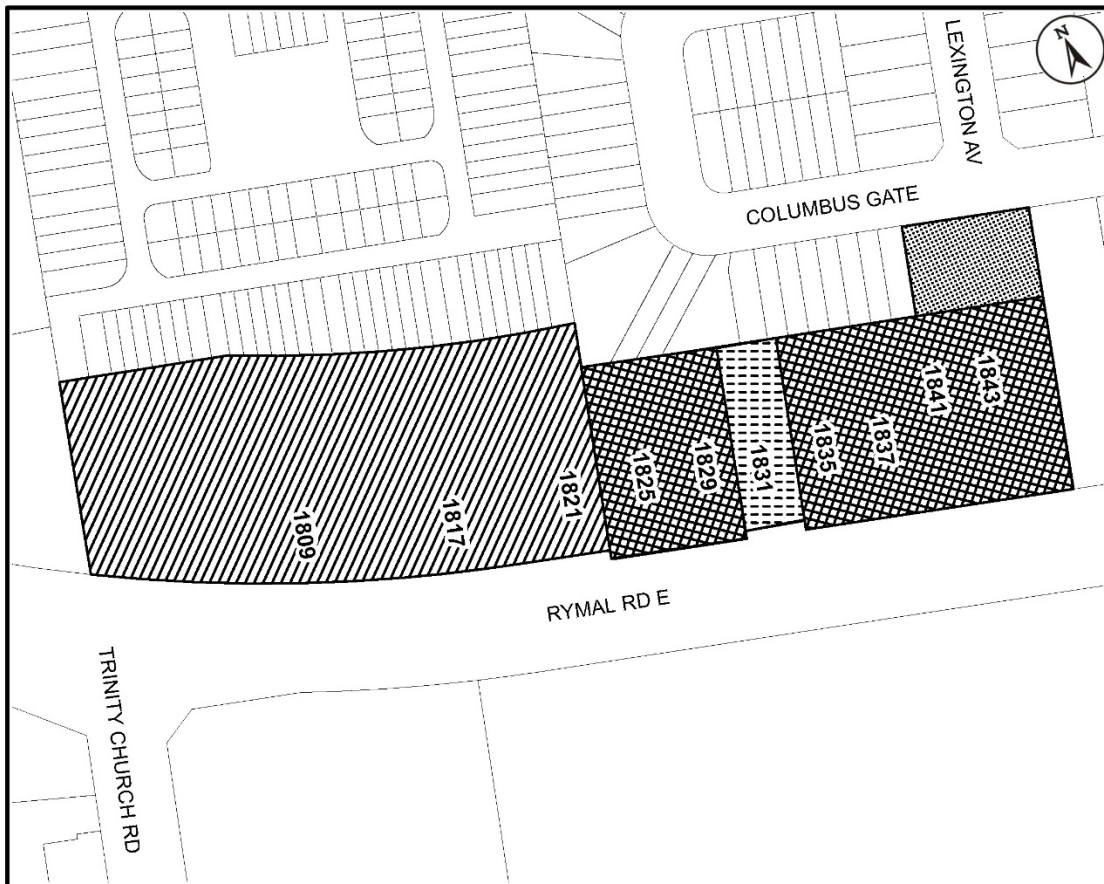 LEXINGTON AV
N
COLUMBUS GATE
1809
1817
1821
1825
1829
1831
1835
1837
1841
1843
RYMAL RD E
TRINITY CHURCH RD